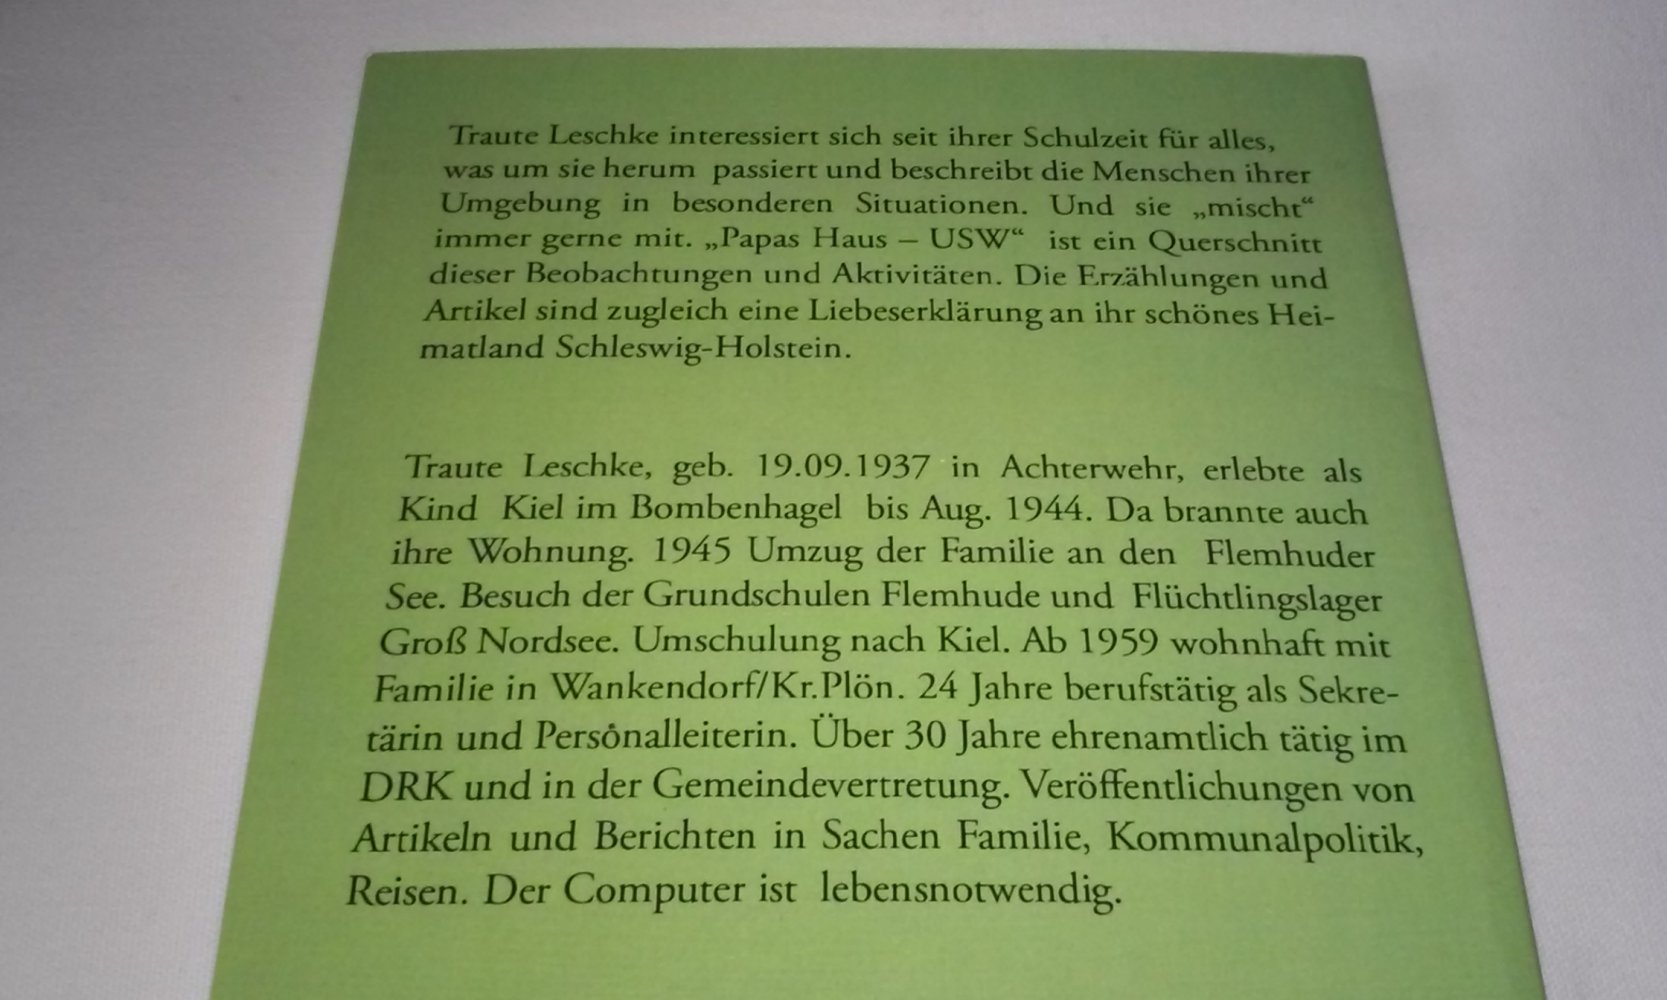 Traute Leschke interessiert sich seit ihrer Schulzeit für alles,
was um sie herum passiert und beschreibt die Menschen ihrer
Umgebung in besonderen Situationen. Und sie „mischt“
immer gerne mit. „Papas Haus – USW“ ist ein Querschnitt
dieser Beobachtungen und Aktivitäten. Die Erzählungen und
Artikel sind zugleich eine Liebeserklärung an ihr schönes Hei-
matland Schleswig-Holstein.
Traute Leschke, geb. 19.09.1937 in Achterwehr, erlebte als
Kind Kiel im Bombenhagel bis Aug. 1944. Da brannte auch
ihre Wohnung. 1945 Umzug der Familie an den Flemhuder
See. Besuch der Grundschulen Flemhude und Flüchtlingslager
Groß Nordsee. Umschulung nach Kiel. Ab 1959 wohnhaft mit
Familie in Wankendorf/Kr.Plön. 24 Jahre berufstätig als Sekre-
tärin und Personalleiterin. Über 30 Jahre ehrenamtlich tätig im
DRK und in der Gemeindevertretung. Veröffentlichungen von
Artikeln und Berichten in Sachen Familie, Kommunalpolitik,
Reisen. Der Computer ist lebensnotwendig.